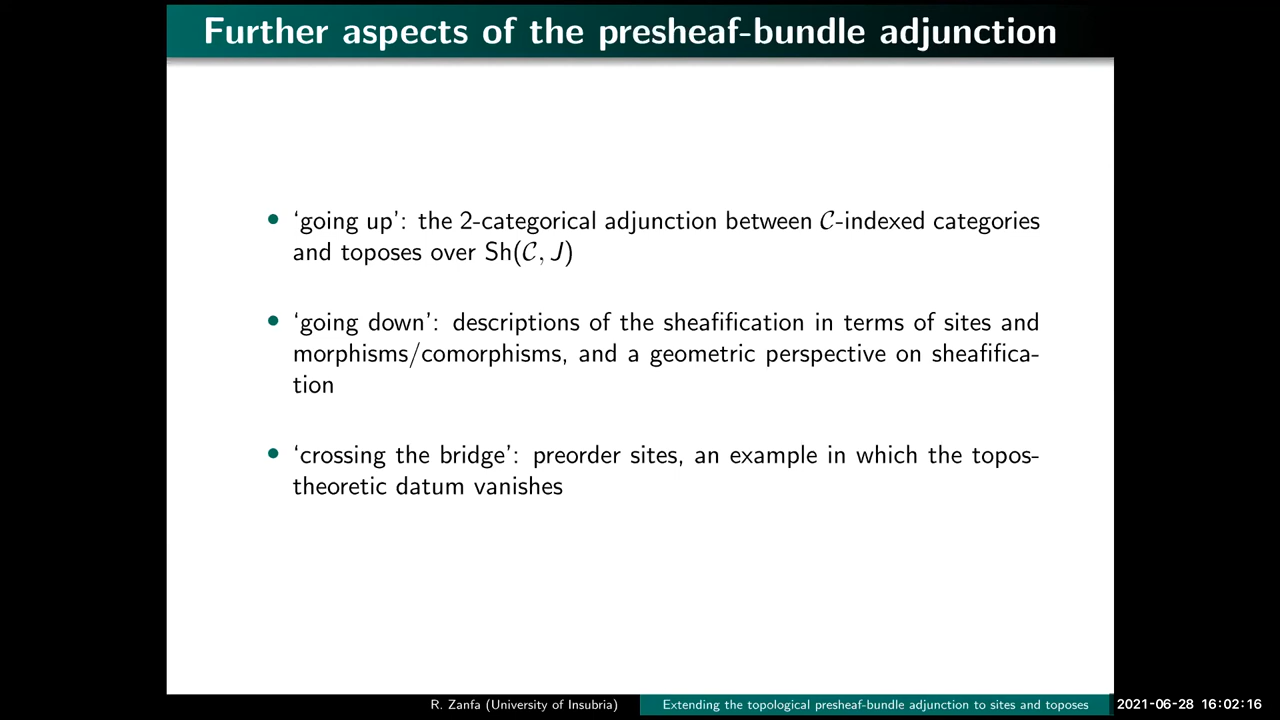 Further aspects of the presheaf-bundle adjunction
• ‘going up’: the 2-categorical adjunction between 𝒞-indexed categories
and toposes over Sh(𝒞, J)
• ‘going down’: descriptions of the sheafification in terms of sites and
morphisms/comorphisms, and a geometric perspective on sheafifica-
tion
• ‘crossing the bridge’: preorder sites, an example in which the topos-
theoretic datum vanishes
R. Zanfa (University of Insubria)
Extending the topological presheaf-bundle adjunction to sites and toposes
2021-06-28 16:02:16